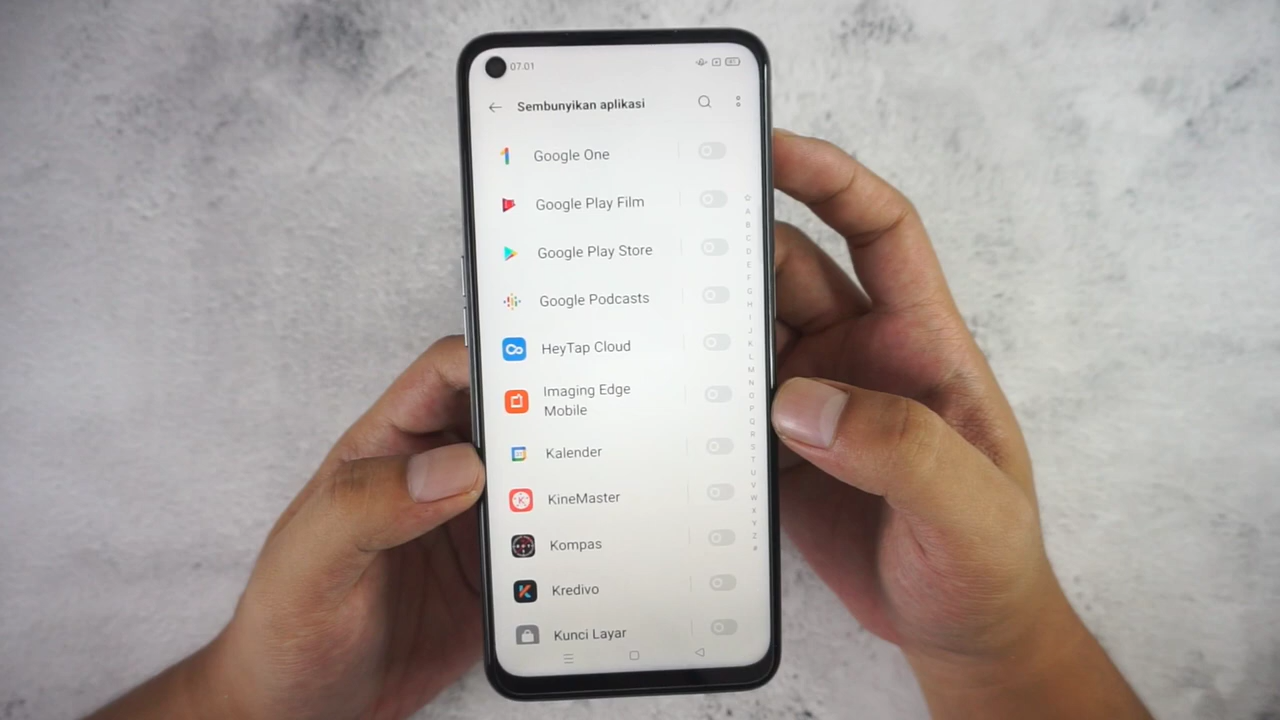 07.01
Sembunyikan aplikasi
Google One
Google Play Film
Google Play Store
Google Podcasts
HeyTap Cloud
Imaging Edge
Mobile
Kalender
KineMaster
Kompas
Kredivo
Kunci Layar
A
B
C
D
E
F
G
H
I
J
K
L
M
N
O
P
Q
R
S
T
U
V
W
X
Y
Z
#